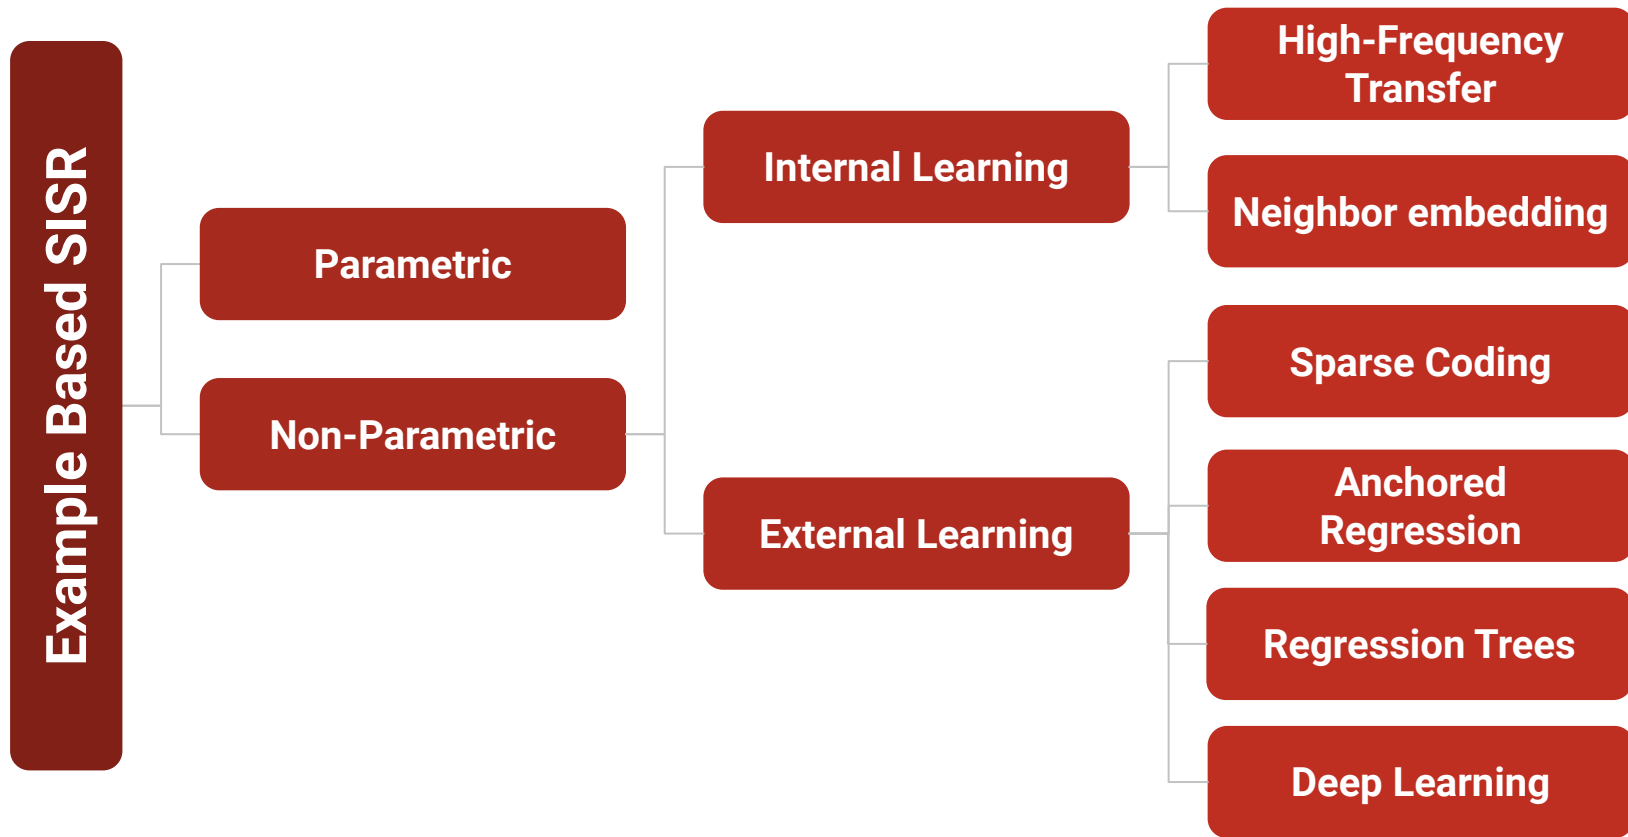 Example Based SISR
Parametric
Non-Parametric
Internal Learning
External Learning
High-Frequency
Transfer
Neighbor embedding
Sparse Coding
Anchored
Regression
Regression Trees
Deep Learning